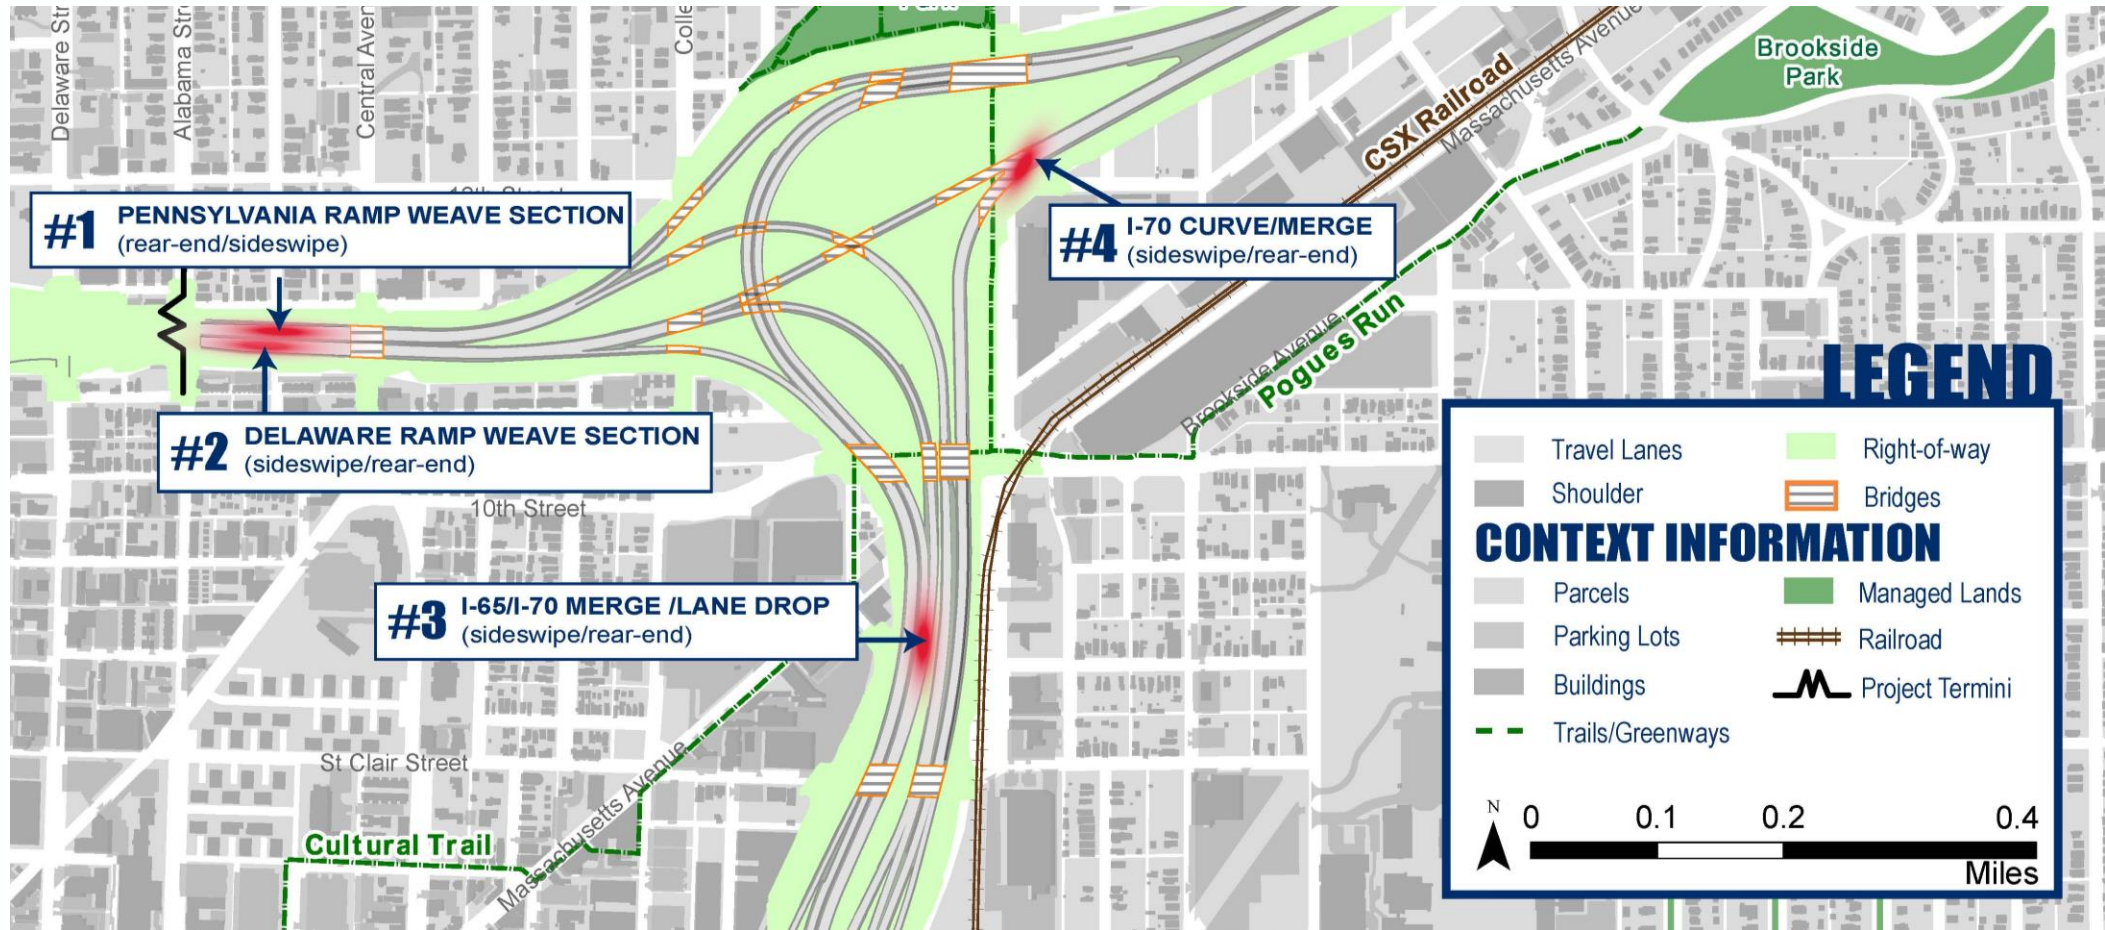 Park
Delaware Str
Alabama Stre
Central Aven
Colle
Brookside
Park
CSX Railroad
Massachusetts Avenue
#1 PENNSYLVANIA RAMP WEAVE SECTION
(rear-end/sideswipe)
#4 I-70 CURVE/MERGE
(sideswipe/rear-end)
Brookside Avenue
Pogues Run
#2 DELAWARE RAMP WEAVE SECTION
(sideswipe/rear-end)
10th Street
#3 I-65/I-70 MERGE /LANE DROP
(sideswipe/rear-end)
St Clair Street
Massachusetts Avenue
Cultural Trail
LEGEND
Travel Lanes
Right-of-way
Shoulder
Bridges
CONTEXT INFORMATION
Parcels
Managed Lands
Parking Lots
Railroad
Buildings
Project Termini
Trails/Greenways
N
0 0.1 0.2 0.4
Miles